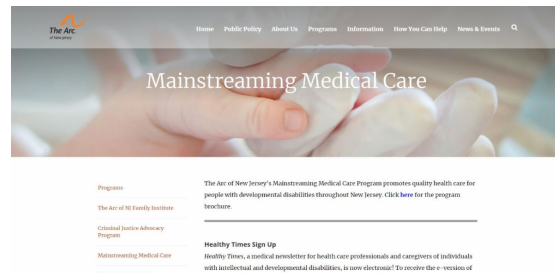 The Arc
of New Jersey
Home Public Policy About Us Programs Information How You Can Help News & Events
Mainstreaming Medical Care
Programs
The Arc of NJ Family Institute
Criminal Justice Advocacy
Program
Mainstreaming Medical Care
The Arc of New Jersey's Mainstreaming Medical Care Program promotes quality health care for
people with developmental disabilities throughout New Jersey. Click here for the program
brochure.
Healthy Times Sign Up
Healthy Times, a medical newsletter for health care professionals and caregivers of individuals
with intellectual and developmental disabilities, is now electronic! To receive the e-version of